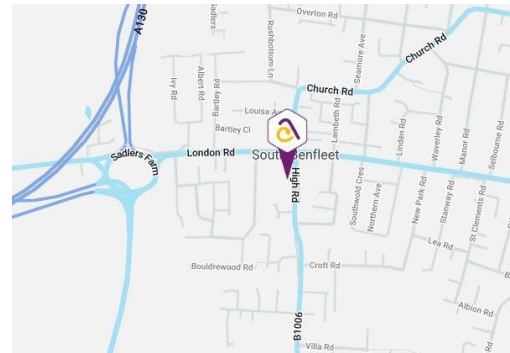 Overton Rd
Sadlers
Rushbottom Ln
Seamore Ave
Church Rd
A130
Ivy Rd
Albert Rd
Bartley Rd
Church Rd
Louisa Av
Lambeth Rd
Bartley Cl
Linden Rd
Waverley Rd
Manor Rd
Selbourne Rd
Sadlers Farm
London Rd
South Benfleet
High Rd
Southwold Cres
Northern Ave
New Park Rd
Stanway Rd
St Clements Rd
Lea Rd
Bouldrewood Rd
Croft Rd
B
Albion Rd
B1006
Villa Rd